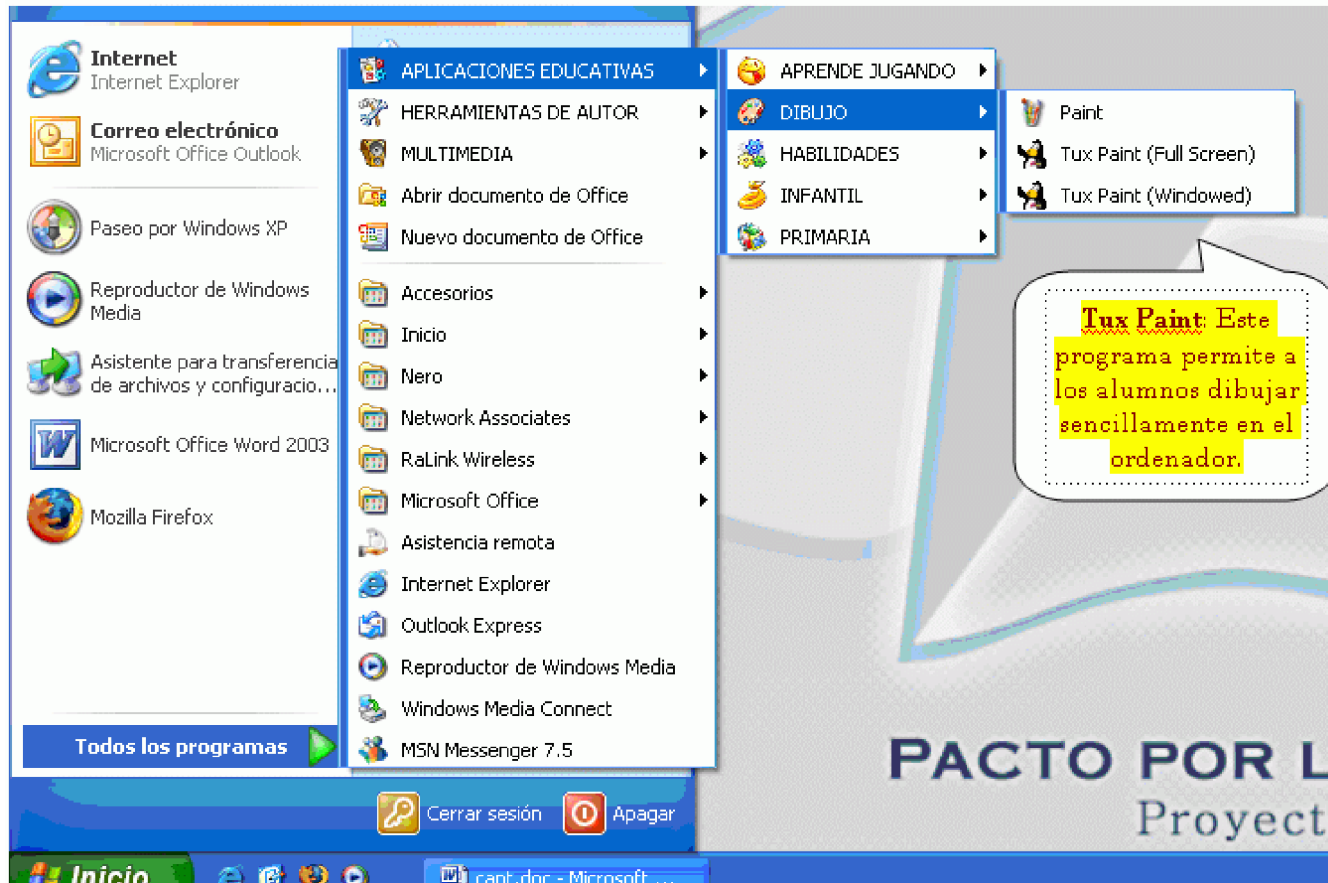 Internet
Internet Explorer
Correo electrónico
Microsoft Office Outlook
Paseo por Windows XP
Reproductor de Windows
Media
Asistente para transferencia
de archivos y configuracio...
Microsoft Office Word 2003
Mozilla Firefox
Todos los programas
APLICACIONES EDUCATIVAS
HERRAMIENTAS DE AUTOR
MULTIMEDIA
Abrir documento de Office
Nuevo documento de Office
Accesorios
Inicio
Nero
Network Associates
RaLink Wireless
Microsoft Office
Asistencia remota
Internet Explorer
Outlook Express
Reproductor de Windows Media
Windows Media Connect
MSN Messenger 7.5
APRENDE JUGANDO
DIBUJO
HABILIDADES
INFANTIL
PRIMARIA
Paint
Tux Paint (Full Screen)
Tux Paint (Windowed)
Tux Paint: Este
programa permite a
los alumnos dibujar
sencillamente en el
ordenador.
PACTO POR L
Proyect
Cerrar sesión
Apagar
Inicio
capt.doc - Microsoft ...